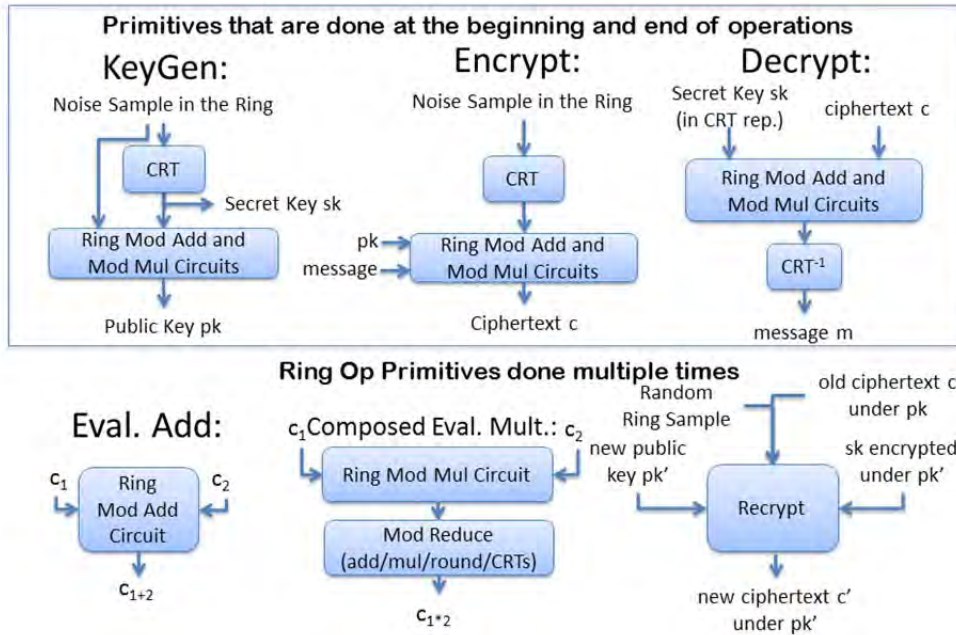 Primitives that are done at the beginning and end of operations
KeyGen:
Noise Sample in the Ring
CRT
Secret Key sk
Ring Mod Add and
Mod Mul Circuits
Public Key pk
Encrypt:
Noise Sample in the Ring
CRT
pk
message
Ring Mod Add and
Mod Mul Circuits
Ciphertext c
Decrypt:
Secret Key sk
(in CRT rep.)
ciphertext c
Ring Mod Add and
Mod Mul Circuits
CRT⁻¹
message m
Ring Op Primitives done multiple times
Eval. Add:
c₁
Ring
Mod Add
Circuit
c₂
c₁₊₂
c₁Composed Eval. Mult.: c₂
Ring Mod Mul Circuit
Mod Reduce
(add/mul/round/CRTs)
c₁*₂
Random
Ring Sample
old ciphertext c
under pk
new public
key pk'
sk encrypted
under pk'
Recrypt
new ciphertext c'
under pk'